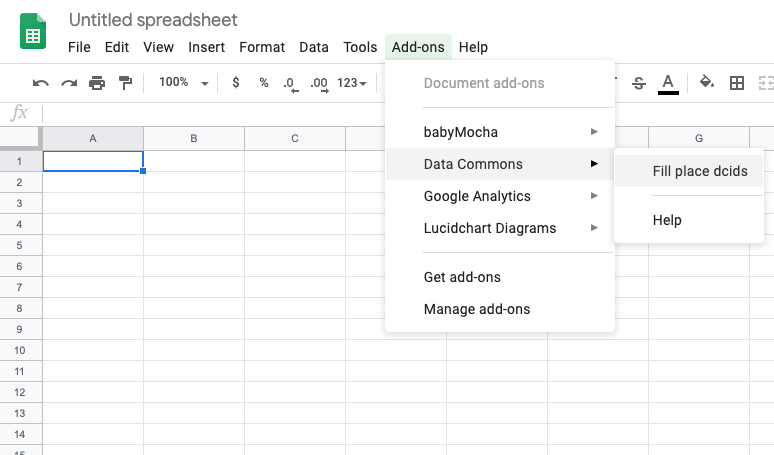 Untitled spreadsheet
File Edit View Insert Format Data Tools Add-ons Help
100% $ % .0 .00 123 S A
fx
A B C G
1
2
3
4
5
6
7
8
9
10
11
12
13
14
15
Document add-ons
babyMocha
Data Commons
Google Analytics
Lucidchart Diagrams
Get add-ons
Manage add-ons
Fill place dcids
Help